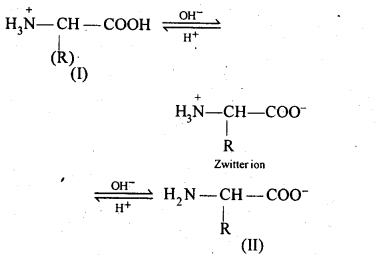 H₃N⁺—CH—COOH ⇌ (OH⁻ / H⁺)
(R)
(I)
H₃N⁺—CH—COO⁻
R
Zwitter ion
⇌ (OH⁻ / H⁺) H₂N—CH—COO⁻
R
(II)